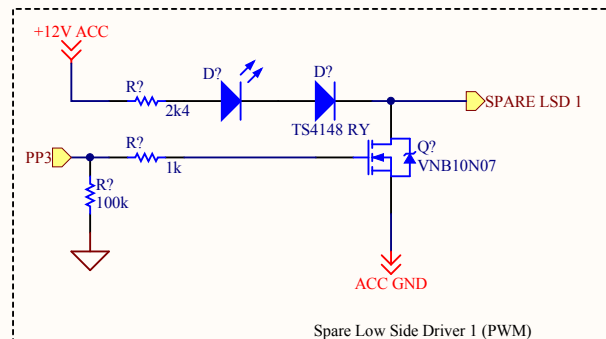 +12V ACC
R?
2k4
D?
D?
TS4148 RY
SPARE LSD 1
PP3
R?
1k
Q?
VNB10N07
R?
100k
ACC GND
Spare Low Side Driver 1 (PWM)